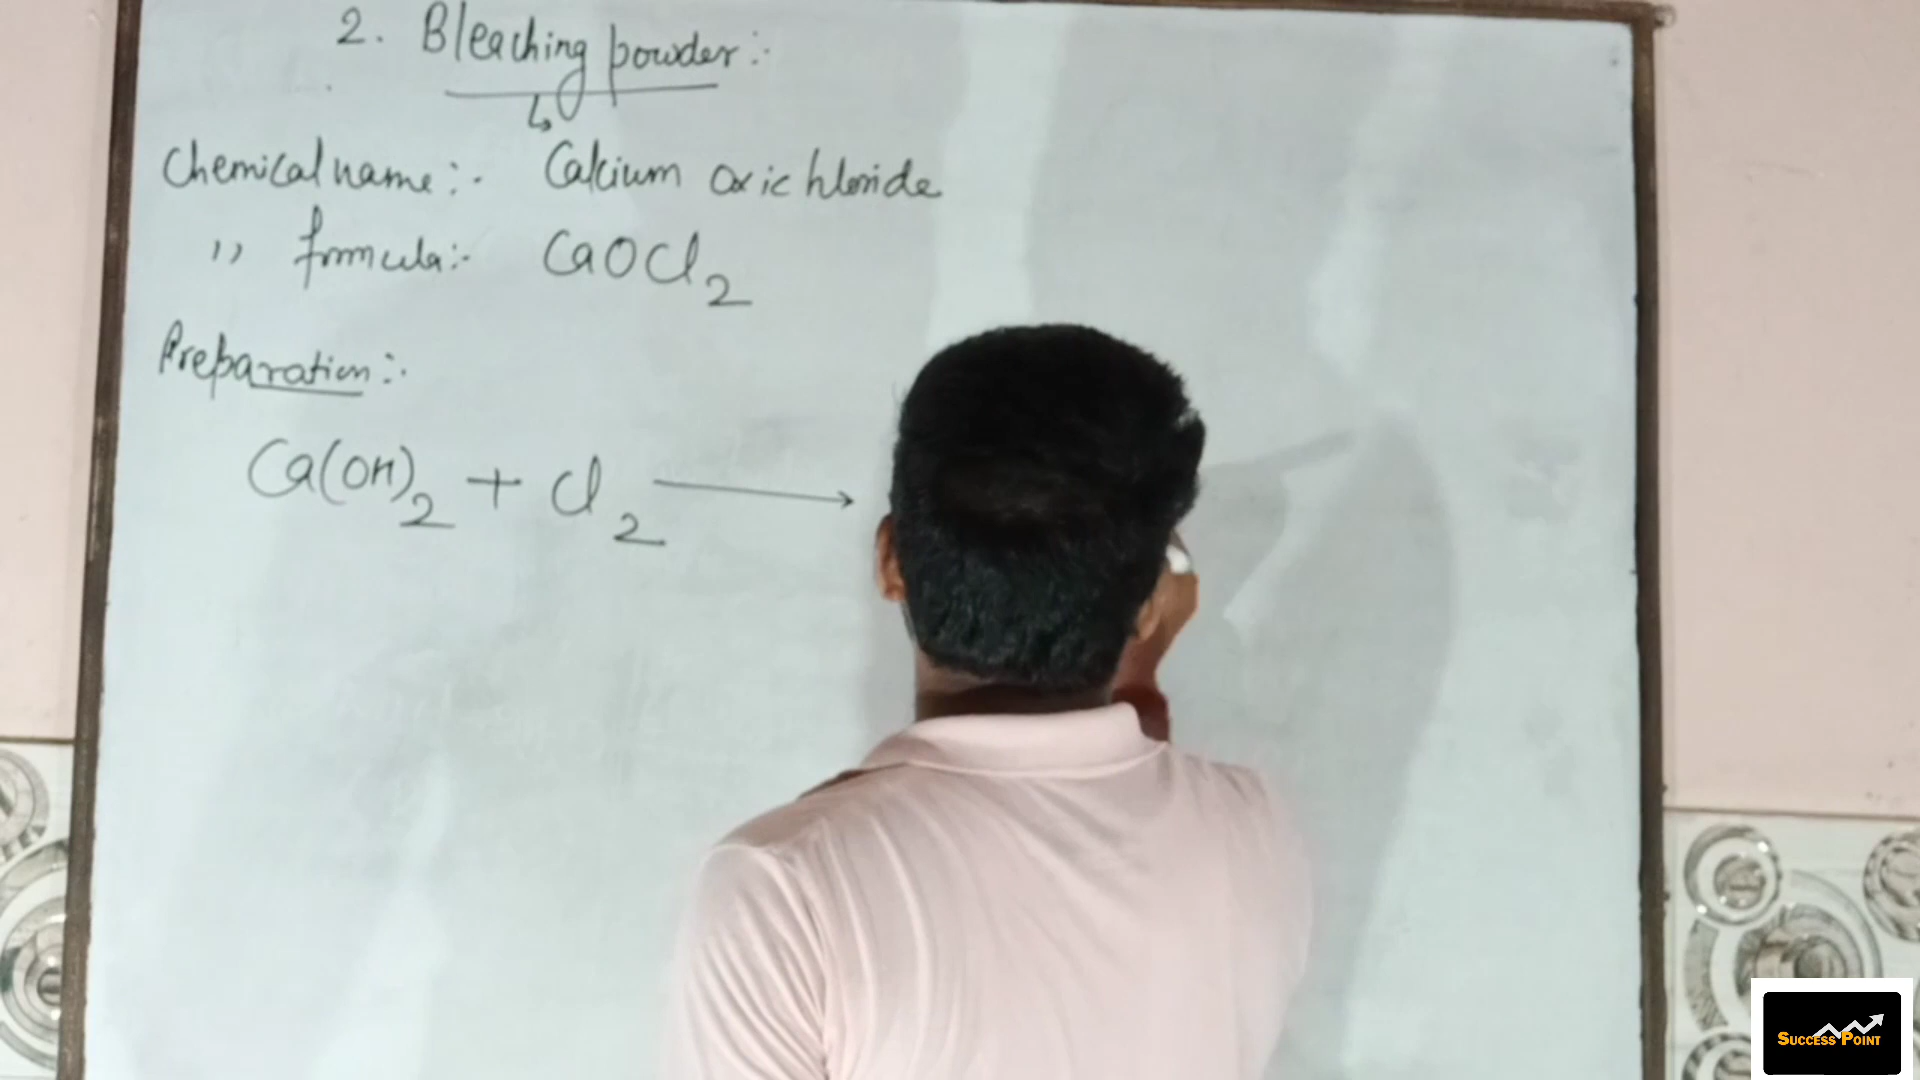 2. Bleaching powder :-
Chemical name :- Calcium oxichloride
,, formula :- CaOCl2
Preparation :-
Ca(OH)2 + Cl2 →
SUCCESS POINT